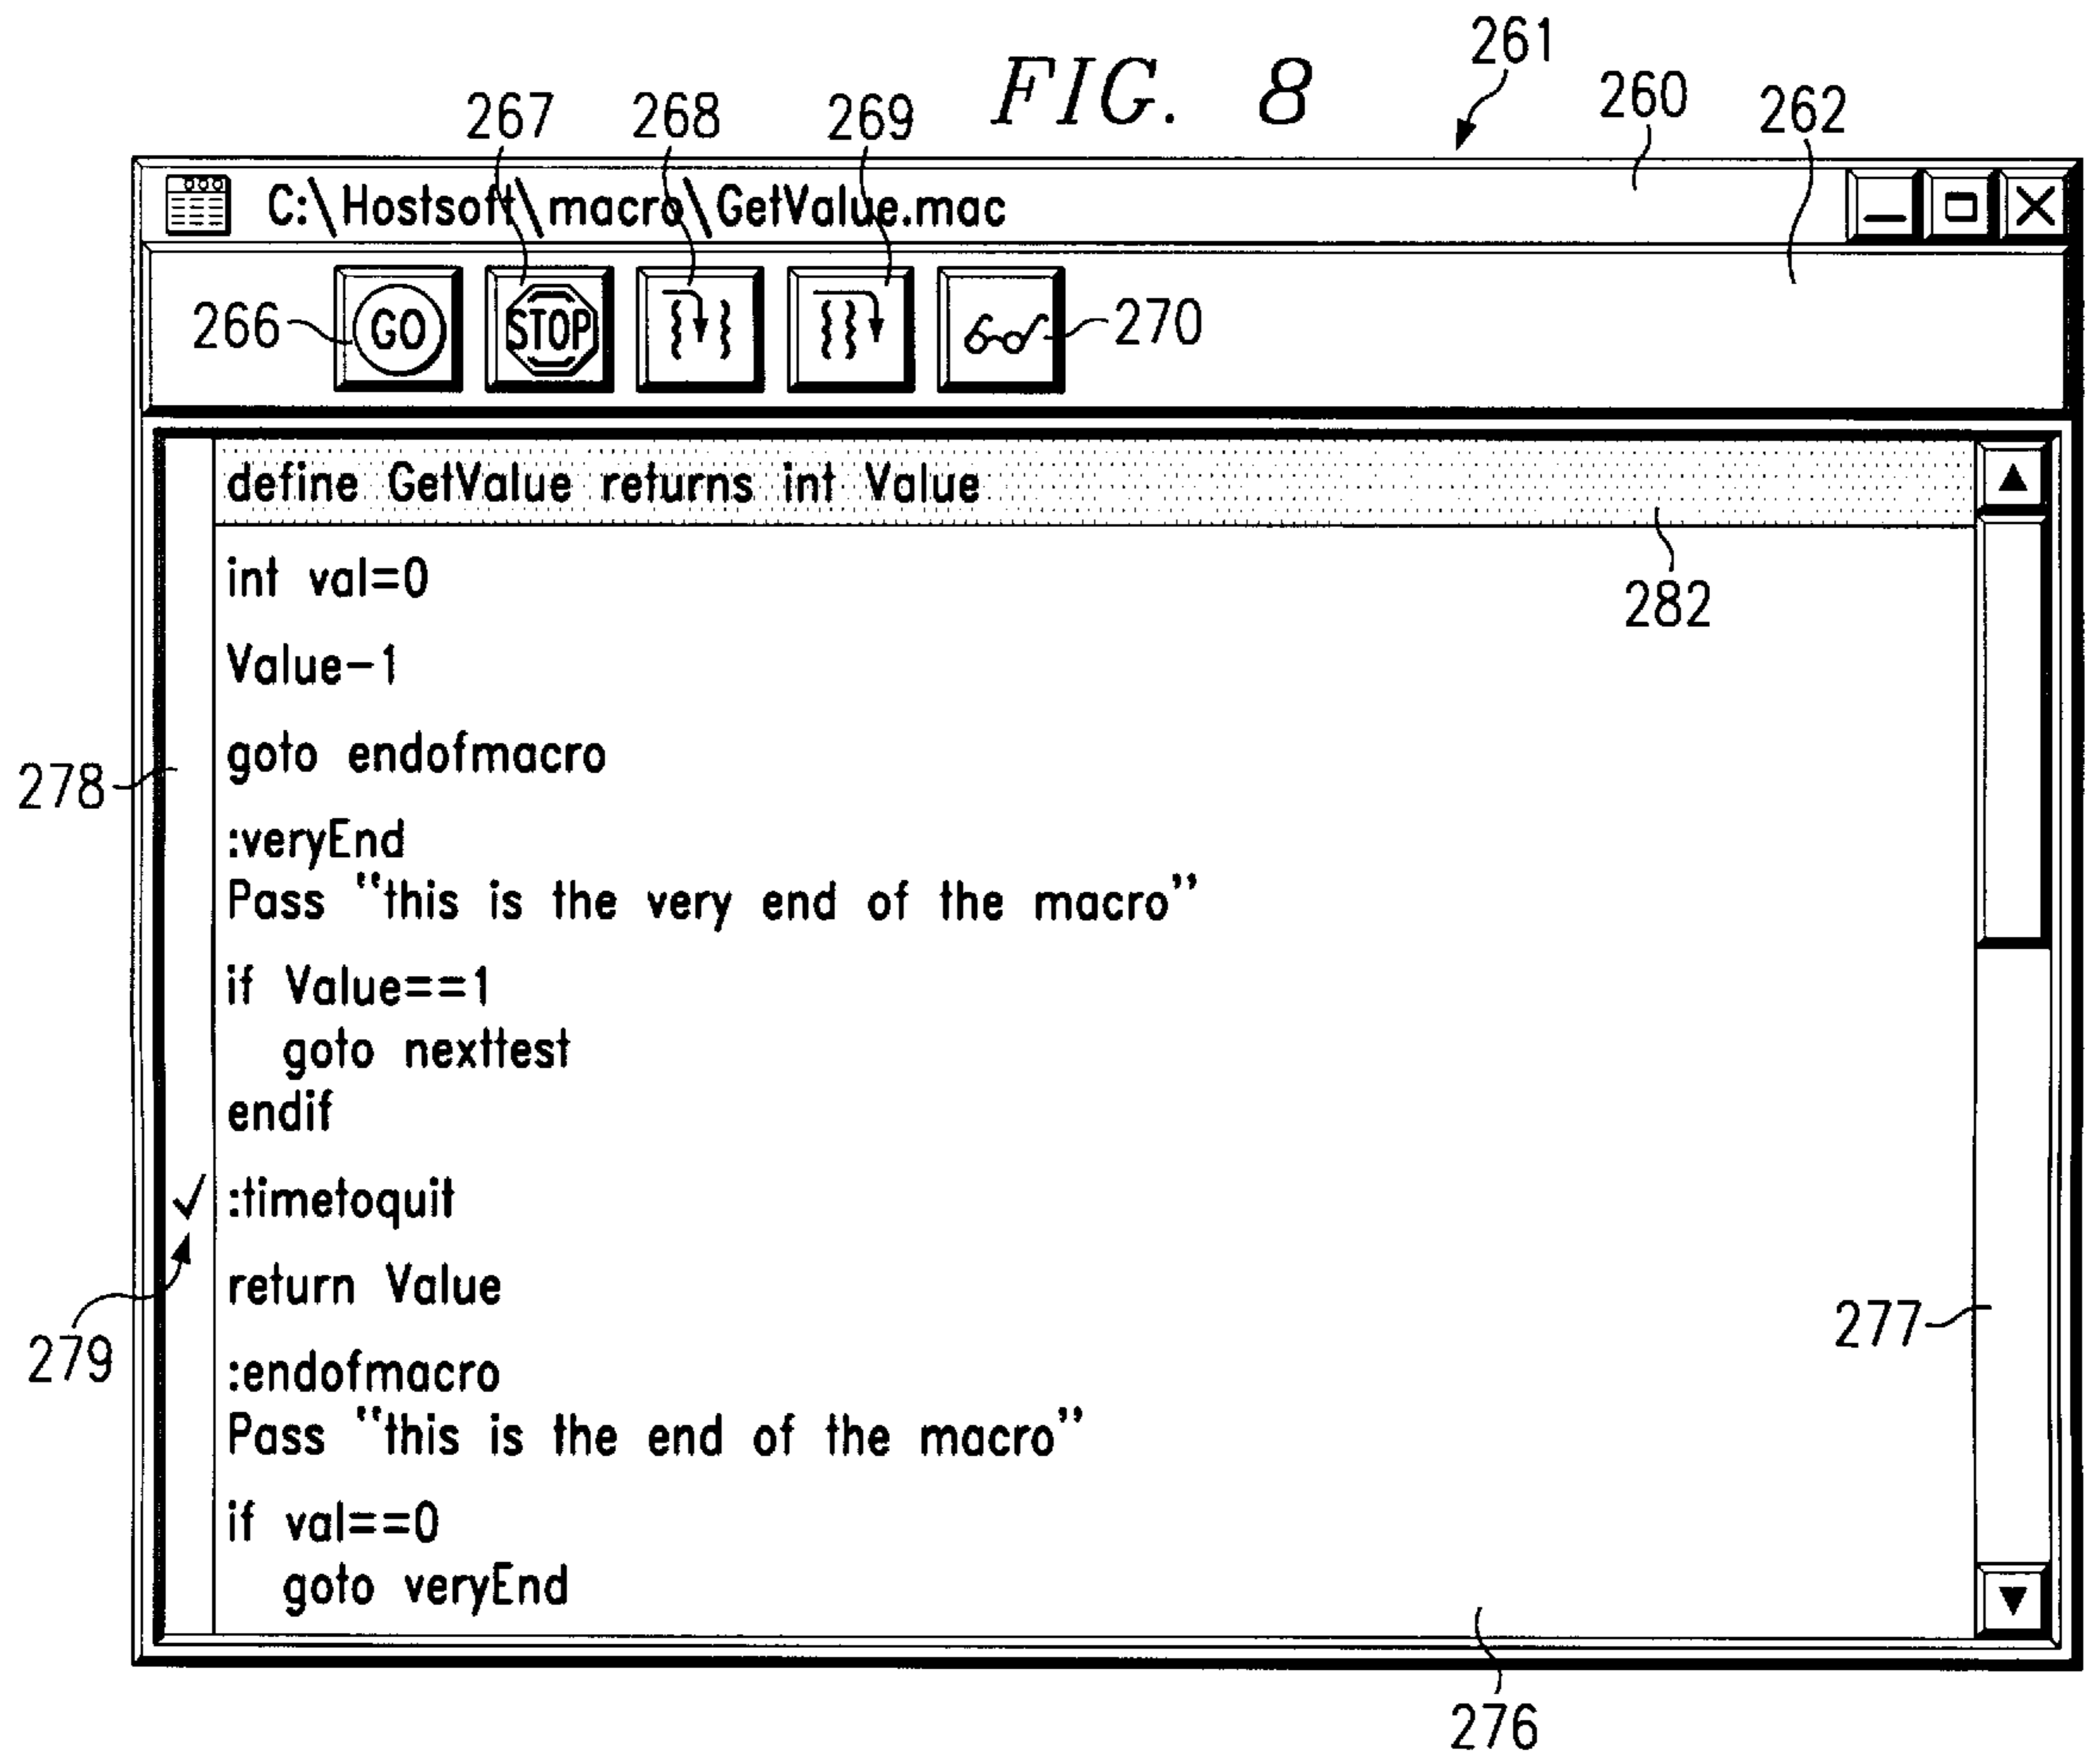 FIG. 8
261
260
262
267
268
269
C:\Hostsoft\macro\GetValue.mac
266
GO
STOP
270
define GetValue returns int Value
282
int val=0
Value-1
278
goto endofmacro
:veryEnd
Pass "this is the very end of the macro"
if Value==1
goto nexttest
endif
:timetoquit
return Value
279
277
:endofmacro
Pass "this is the end of the macro"
if val==0
goto veryEnd
276